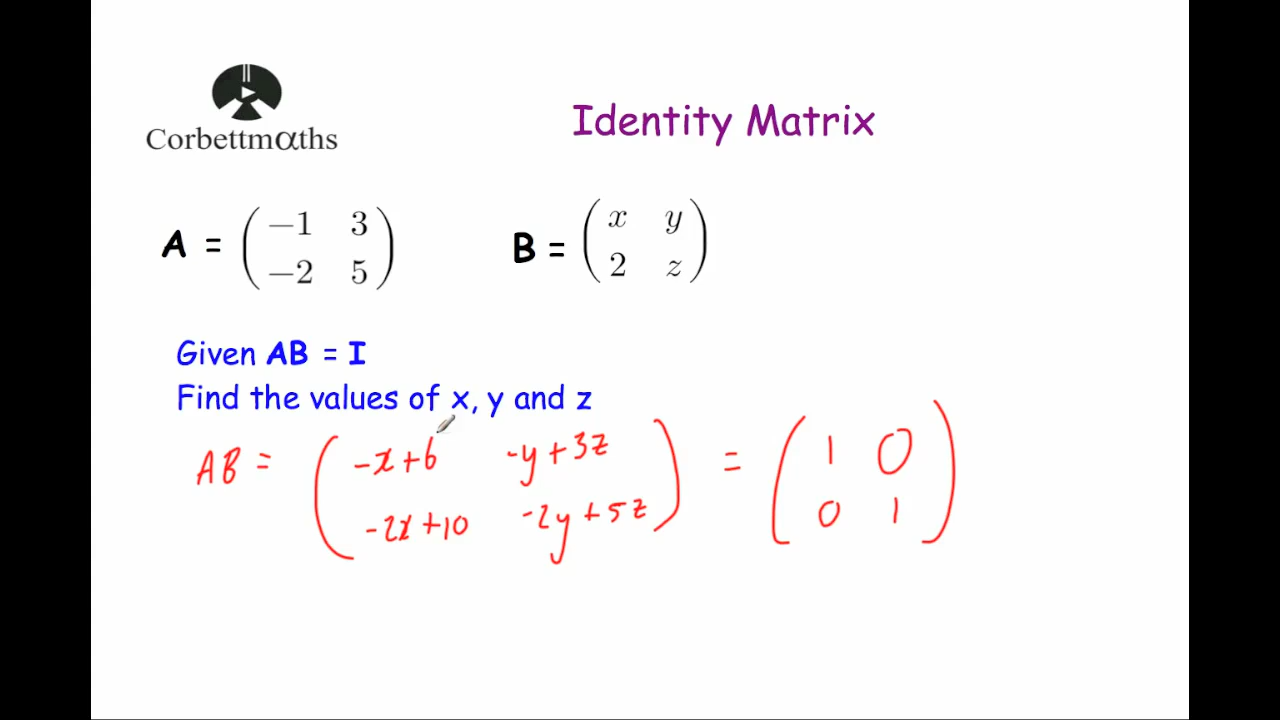 Corbettmαths
Identity Matrix
A = (−1 3
−2 5)
B = (x y
2 z)
Given AB = I
Find the values of x, y and z
AB = (-x+6 -y+3z
-2x+10 -2y+5z) = (1 0
0 1)